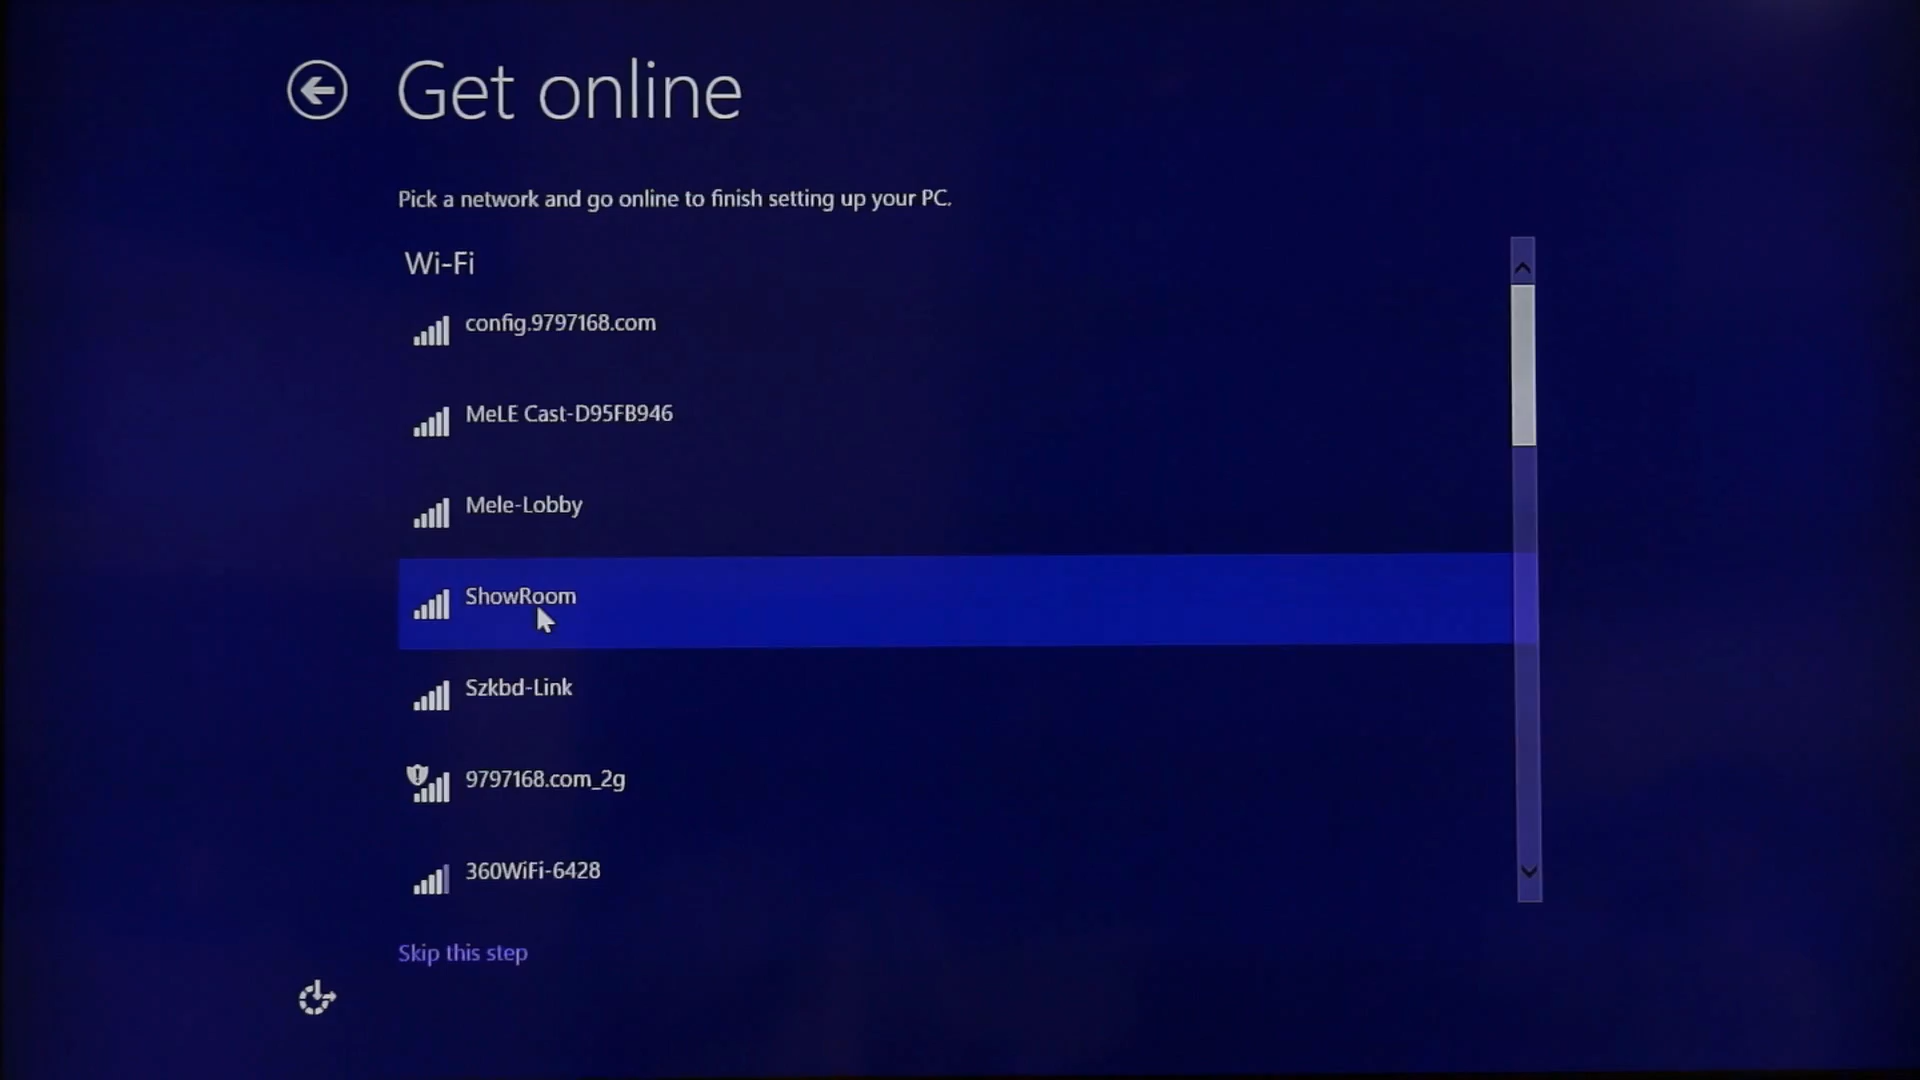 Get online
Pick a network and go online to finish setting up your PC.
Wi-Fi
config.9797168.com
MeLE Cast-D95FB946
Mele-Lobby
ShowRoom
Szkbd-Link
9797168.com_2g
360WiFi-6428
Skip this step